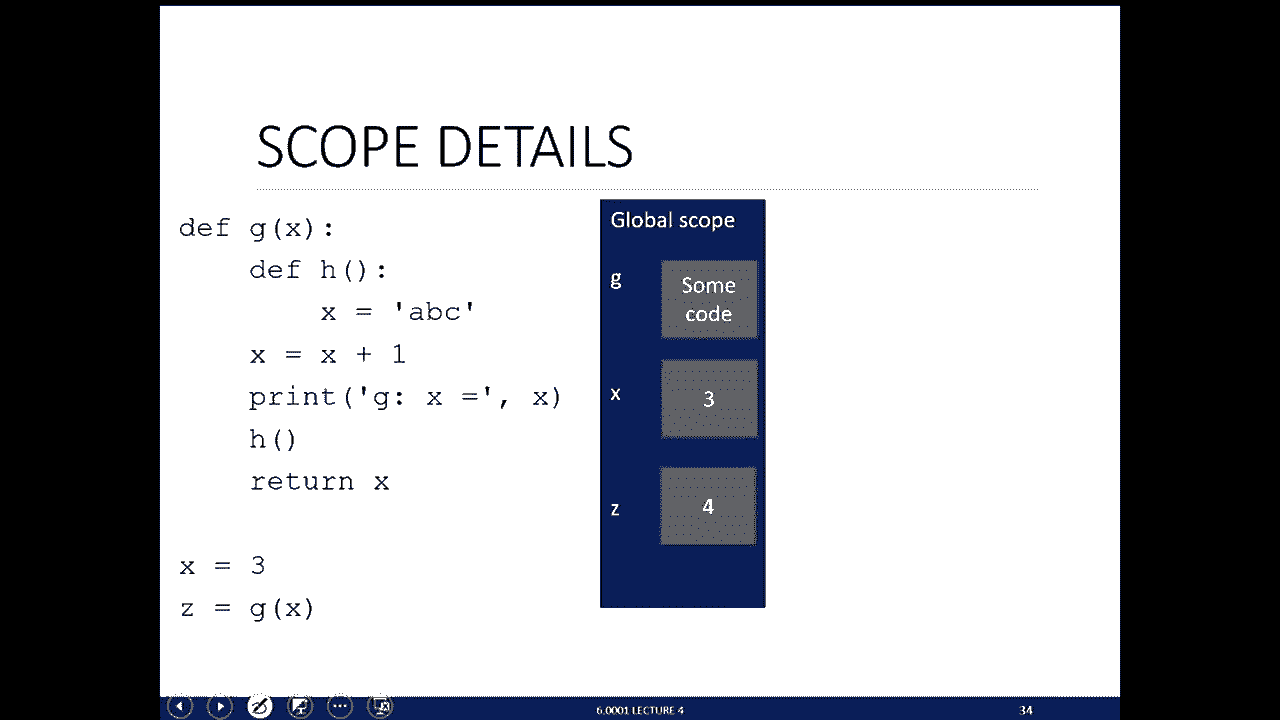 SCOPE DETAILS
def g(x):
    def h():
        x = 'abc'
    x = x + 1
    print('g: x =', x)
    h()
    return x
x = 3
z = g(x)
Global scope
g
Some
code
x
3
z
4
6.0001 LECTURE 4
34